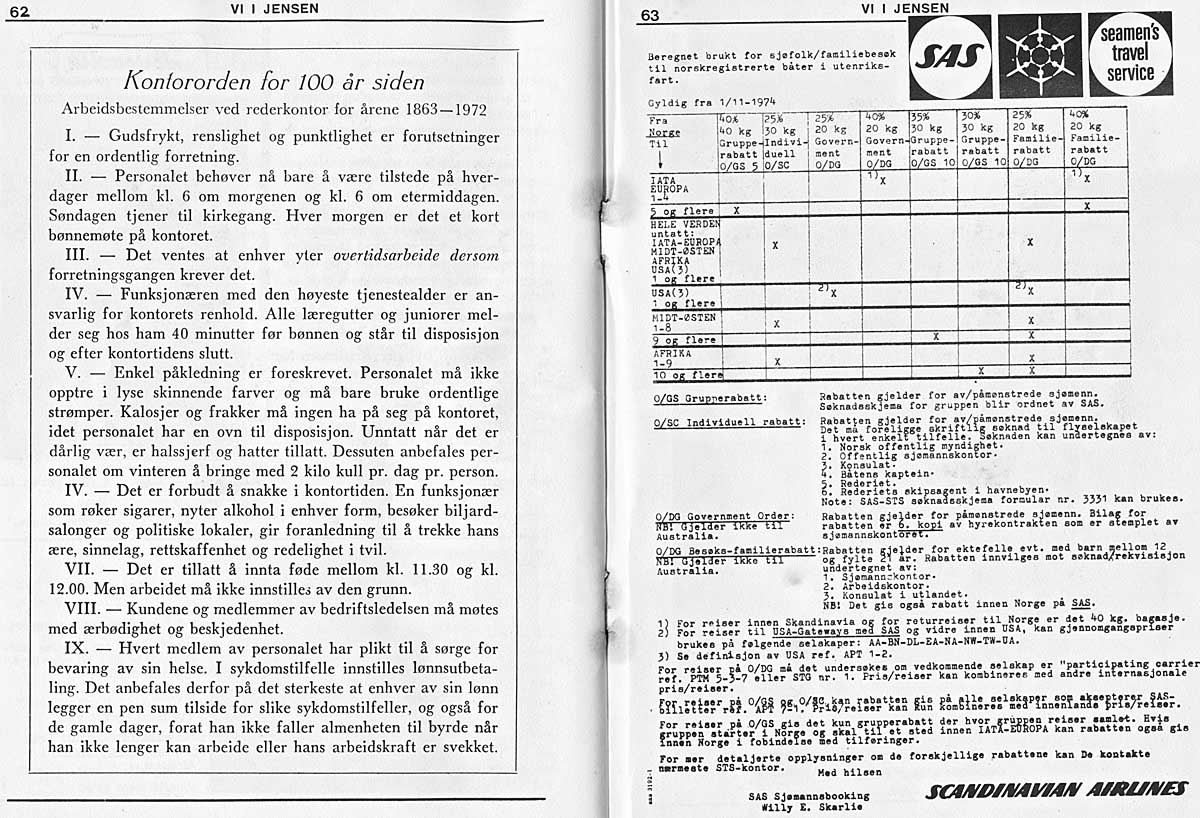 62
VI I JENSEN
Kontororden for 100 år siden
Arbeidsbestemmelser ved rederkontor for årene 1863—1972
I. — Gudsfrykt, renslighet og punktlighet er forutsetninger
for en ordentlig forretning.
II. — Personalet behøver nå bare å være tilstede på hver-
dager mellom kl. 6 om morgenen og kl. 6 om etermiddagen.
Søndagen tjener til kirkegang. Hver morgen er det et kort
bønnemøte på kontoret.
III. — Det ventes at enhver yter overtidsarbeide dersom
forretningsgangen krever det.
IV. — Funksjonæren med den høyeste tjenestealder er an-
svarlig for kontorets renhold. Alle læregutter og juniorer mel-
der seg hos ham 40 minutter før bønnen og står til disposisjon
og efter kontortidens slutt.
V. — Enkel påkledning er foreskrevet. Personalet må ikke
opptre i lyse skinnende farver og må bare bruke ordentlige
strømper. Kalosjer og frakker må ingen ha på seg på kontoret,
idet personalet har en ovn til disposisjon. Unntatt når det er
dårlig vær, er halssjerf og hatter tillatt. Dessuten anbefales per-
sonalet om vinteren å bringe med 2 kilo kull pr. dag pr. person.
IV. — Det er forbudt å snakke i kontortiden. En funksjonær
som røker sigarer, nyter alkohol i enhver form, besøker biljard-
salonger og politiske lokaler, gir foranledning til å trekke hans
ære, sinnelag, rettskaffenhet og redelighet i tvil.
VII. — Det er tillatt å innta føde mellom kl. 11.30 og kl.
12.00. Men arbeidet må ikke innstilles av den grunn.
VIII. — Kundene og medlemmer av bedriftsledelsen må møtes
med ærbødighet og beskjedenhet.
IX. — Hvert medlem av personalet har plikt til å sørge for
bevaring av sin helse. I sykdomstilfelle innstilles lønnsutbeta-
ling. Det anbefales derfor på det sterkeste at enhver av sin lønn
legger en pen sum tilside for slike sykdomstilfeller, og også for
de gamle dager, forat han ikke faller almenheten til byrde når
han ikke lenger kan arbeide eller hans arbeidskraft er svekket.
63
VI I JENSEN
SAS
seamen's
travel
service
Beregnet brukt for sjøfolk/familiebesøk
til norskregistrerte båter i utenriks-
fart.
Gyldig fra 1/11-1974
Fra 40% 25% 25% 40% 35% 30% 25% 40%
Norge 40 kg 30 kg 20 kg 20 kg 30 kg 30 kg 20 kg 20 kg
Til Gruppe- Indivi- Govern- Govern- Gruppe- Gruppe- Familie- Familie-
rabatt duell ment ment rabatt rabatt rabatt rabatt
O/GS 5 O/SC O/DG O/DG O/GS 10 O/GS 10 O/DG O/DG
IATA 1)x 1)x
EUROPA
1-4
5 og flere x x
HELE VERDEN
untatt:
IATA-EUROPA x x
MIDT-ØSTEN
AFRIKA
USA(3)
1 og flere
USA(3) 2)x 2)x
1 og flere
MIDT-ØSTEN x x
1-8
9 og flere x x
AFRIKA x
1-9 x
10 og flere x x
O/GS Grupperabatt: Rabatten gjelder for av/påmønstrede sjømenn.
Søknadsskjema for gruppen blir ordnet av SAS.
O/SC Individuell rabatt: Rabatten gjelder for av/påmønstrede sjømenn.
Det må foreligge skriftlig søknad til flyselskapet
i hvert enkelt tilfelle. Søknaden kan undertegnes av:
1. Norsk offentlig myndighet.
2. Offentlig sjømannskontor.
3. Konsulat.
4. Båtens kaptein.
5. Rederiet.
6. Rederiets skipsagent i havnebyen.
Note: SAS-STS søknadsskjema formular nr. 3331 kan brukes.
O/DG Government Order: Rabatten gjelder for påmønstrede sjømenn. Bilag for
NB! Gjelder ikke til rabatten er 6. kopi av hyrekontrakten som er stemplet av
Australia. sjømannskontoret.
O/DG Besøks-familierabatt: Rabatten gjelder for ektefelle evt. med barn mellom 12
NB! Gjelder ikke til og fylte 21 år. Rabatten innvilges mot søknad/rekvisisjon
Australia. undertegnet av:
1. Sjømannskontor.
2. Arbeidskontor.
3. Konsulat i utlandet.
NB! Det gis også rabatt innen Norge på SAS.
1) For reiser innen Skandinavia og for returreiser til Norge er det 40 kg. bagasje.
2) For reiser til USA-Gateways med SAS og vidre innen USA, kan gjennomgangspriser
brukes på følgende selskaper: AA-BN-DL-EA-NA-NW-TW-UA.
3) Se definisjon av USA ref. APT 1-2.
For reiser på O/DG må det undersøkes om vedkommende selskap er "participating carrier
ref. PTM 5-3-7 eller STG nr. 1. Pris/reiser kan kombineres med andre internasjonale
pris/reiser.
For reiser på O/GS og O/SC kan rabatten gis på alle selskaper som aksepterer SAS-
billetter ref. APT 251. Pris/reiser kan kun kombineres med innenlands pris/reiser.
For reiser på O/GS gis det kun grupperabatt der hvor gruppen reiser samlet. Hvis
gruppen starter i Norge og skal til et sted innen IATA-EUROPA kan rabatten også gis
innen Norge i fobindelse med tilføringer.
For mer detaljerte opplysninger om de forskjellige rabattene kan De kontakte
nærmeste STS-kontor.
Med hilsen
SAS Sjømannsbooking
Willy E. Skarlie
SCANDINAVIAN AIRLINES